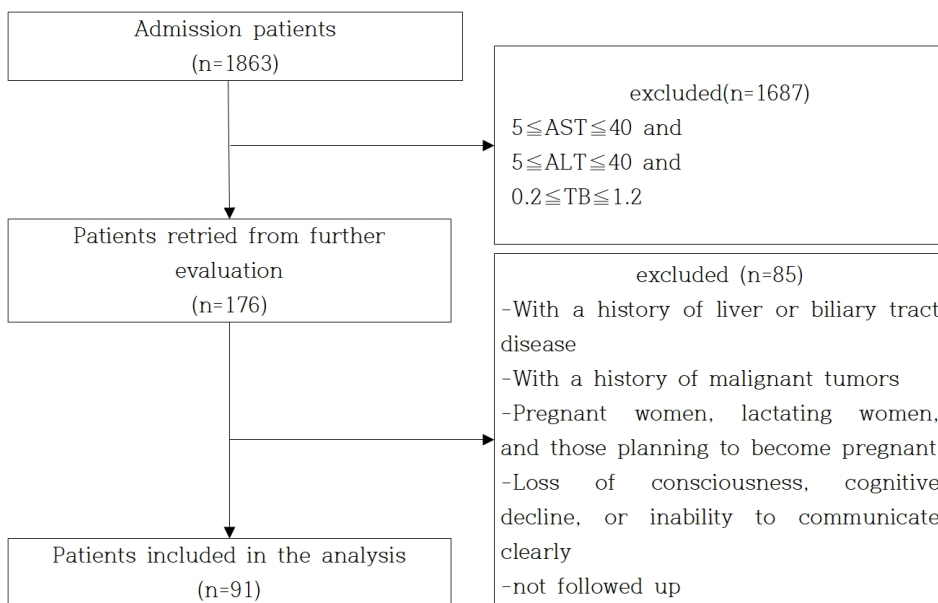 Admission patients
(n=1863)
excluded(n=1687)
5≦AST≦40 and
5≦ALT≦40 and
0.2≦TB≦1.2
Patients retried from further
evaluation
(n=176)
excluded (n=85)
-With a history of liver or biliary tract
disease
-With a history of malignant tumors
-Pregnant women, lactating women,
and those planning to become pregnant
-Loss of consciousness, cognitive
decline, or inability to communicate
clearly
-not followed up
Patients included in the analysis
(n=91)